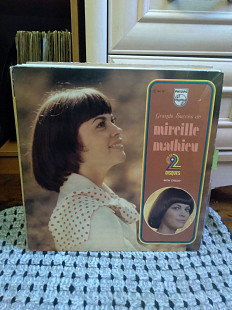 PHILIPS
Grands Succès de
mireille
mathieu
2
disques